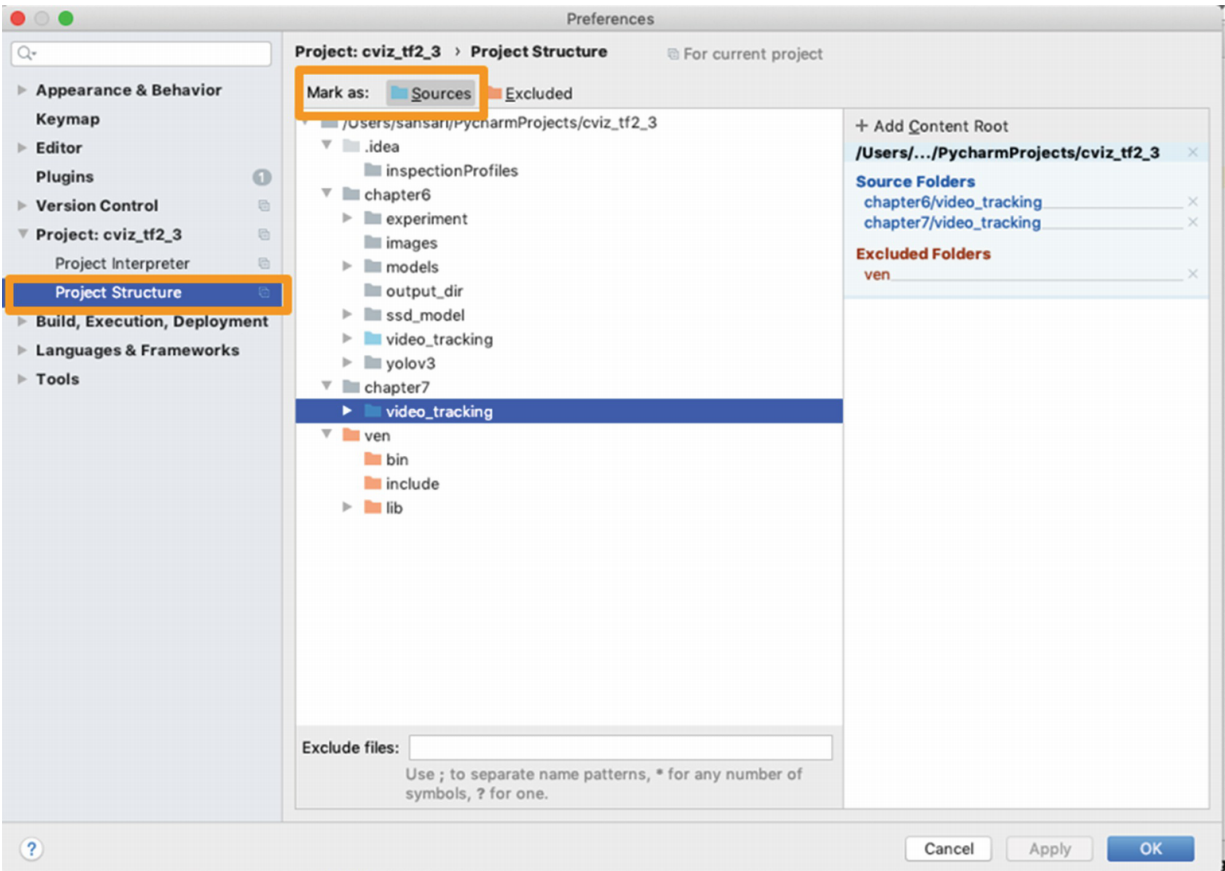 Preferences
Project: cviz_tf2_3 › Project Structure
For current project
Appearance & Behavior
Keymap
Editor
Plugins 1
Version Control
Project: cviz_tf2_3
Project Interpreter
Project Structure
Build, Execution, Deployment
Languages & Frameworks
Tools
Mark as: Sources Excluded
/Users/sansari/PycharmProjects/cviz_tf2_3
.idea
inspectionProfiles
chapter6
experiment
images
models
output_dir
ssd_model
video_tracking
yolov3
chapter7
video_tracking
ven
bin
include
lib
+ Add Content Root
/Users/.../PycharmProjects/cviz_tf2_3
Source Folders
chapter6/video_tracking
chapter7/video_tracking
Excluded Folders
ven
Exclude files:
Use ; to separate name patterns, * for any number of
symbols, ? for one.
?
Cancel Apply OK